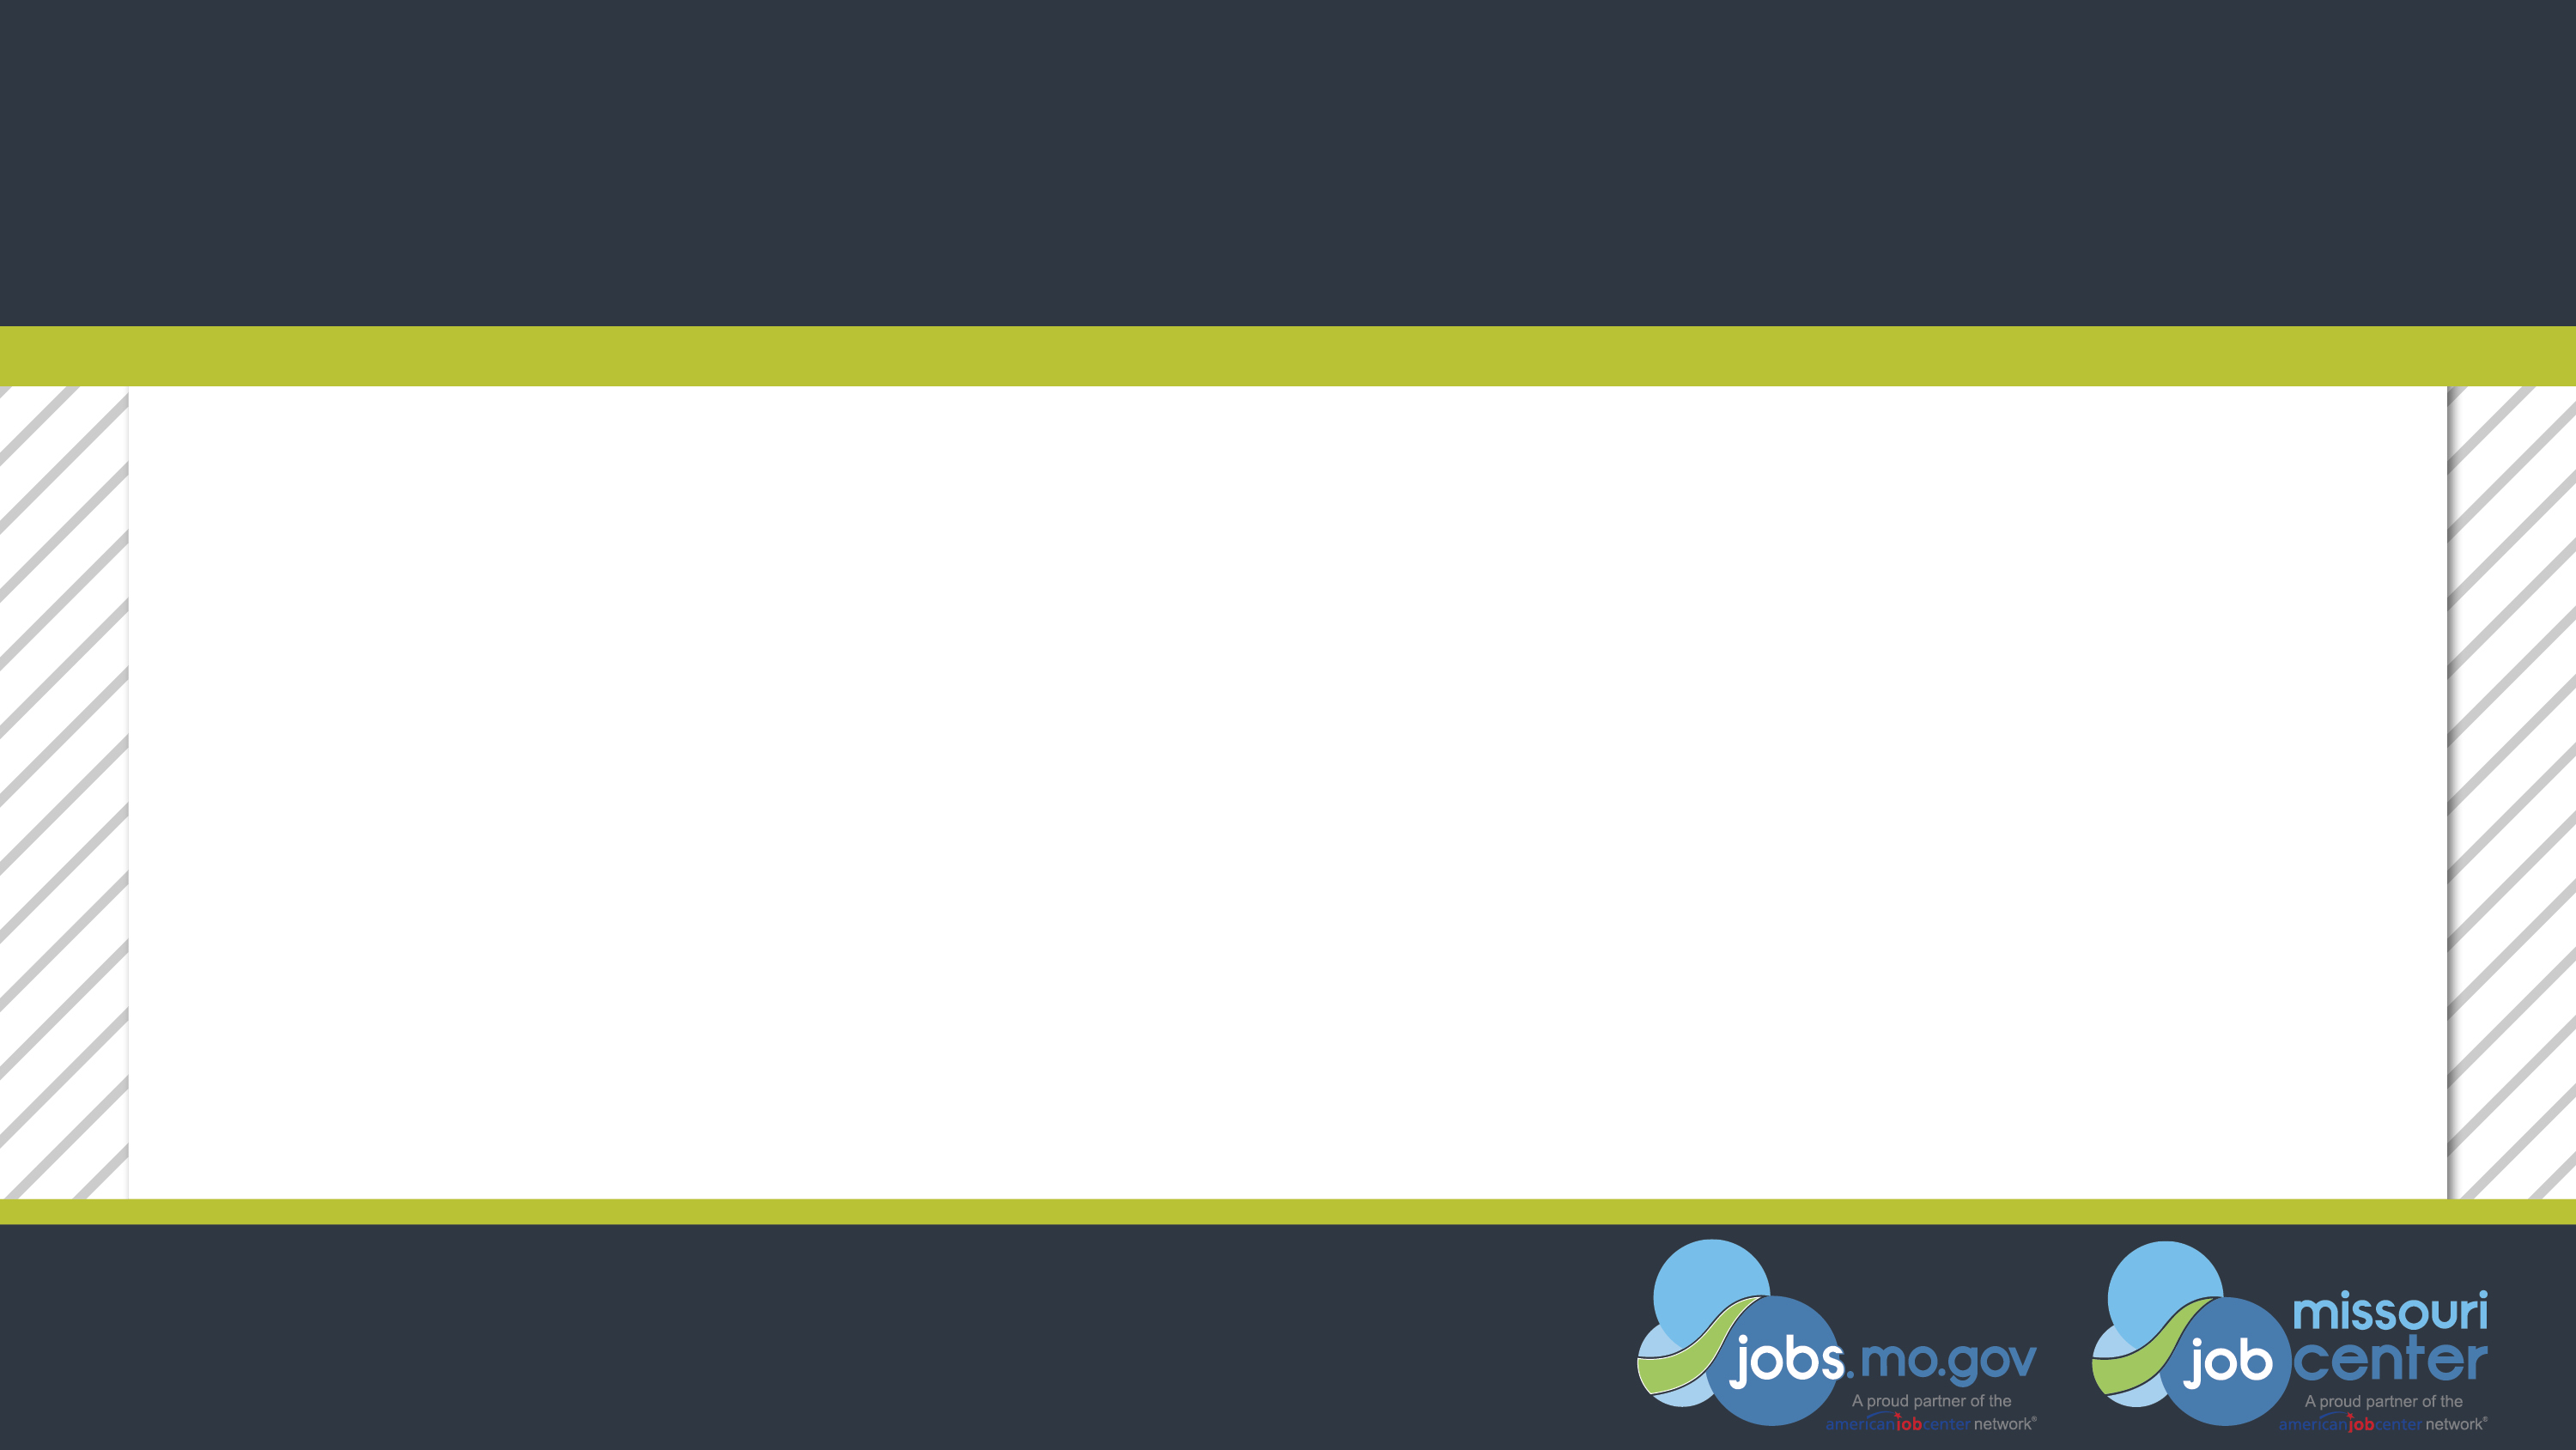 jobs.mo.gov
A proud partner of the
americanjobcenter network®
missouri
job center
A proud partner of the
americanjobcenter network®